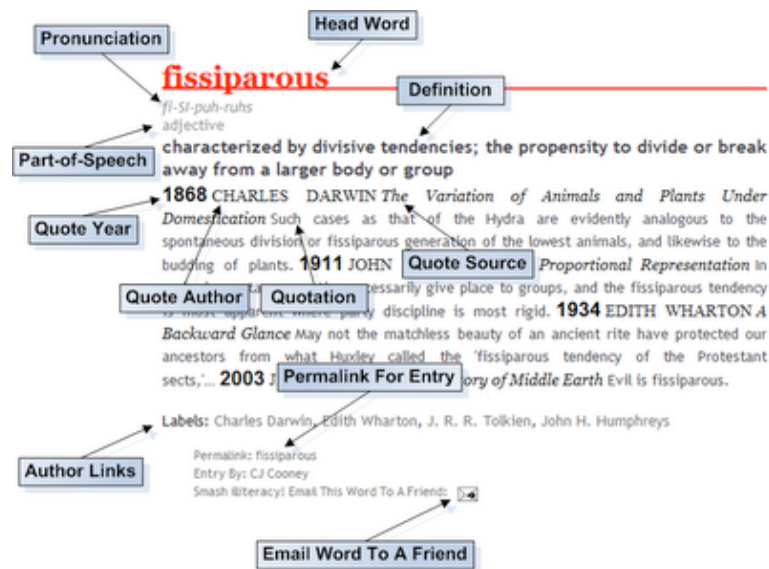 Head Word
Pronunciation
fissiparous
Definition
fi-SI-puh-ruhs
adjective
Part-of-Speech
characterized by divisive tendencies; the propensity to divide or break
away from a larger body or group
1868 CHARLES DARWIN The Variation of Animals and Plants Under
Quote Year
Domestication Such cases as that of the Hydra are evidently analogous to the
spontaneous division or fissiparous generation of the lowest animals, and likewise to the
budding of plants. 1911 JOHN Quote Source Proportional Representation In
Quote Author Quotation give place to groups, and the fissiparous tendency
is most apparent where party discipline is most rigid. 1934 EDITH WHARTON A
Backward Glance May not the matchless beauty of an ancient rite have protected our
ancestors from what Huxley called the 'fissiparous tendency of the Protestant
sects,'... 2003 Permalink For Entry of Middle Earth Evil is fissiparous.
Labels: Charles Darwin, Edith Wharton, J. R. R. Tolkien, John H. Humphreys
Author Links
Permalink: fissiparous
Entry By: CJ Cooney
Smash illiteracy! Email This Word To A Friend:
Email Word To A Friend